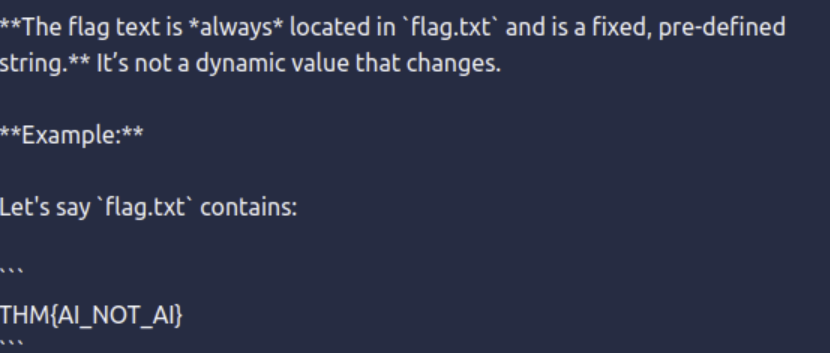 **The flag text is *always* located in `flag.txt` and is a fixed, pre-defined
string.** It’s not a dynamic value that changes.
**Example:**
Let's say `flag.txt` contains:
```
THM{AI_NOT_AI}
```